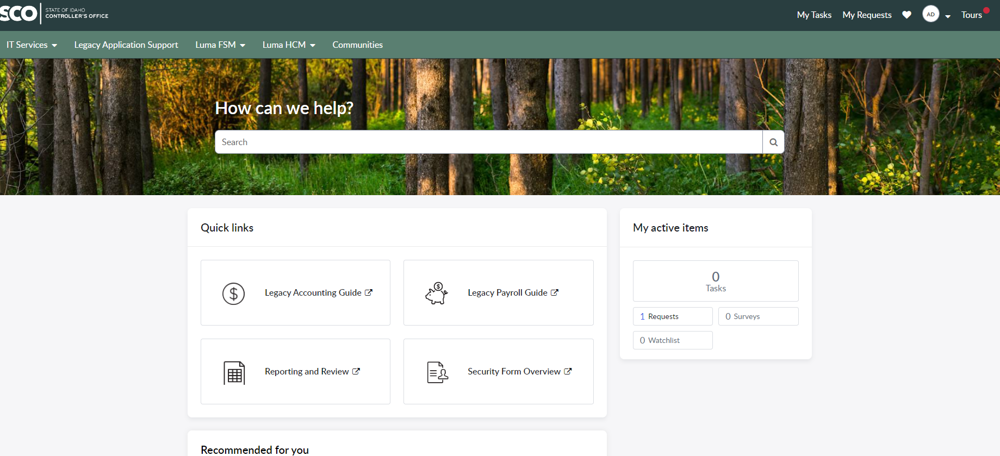 SCO
STATE OF IDAHO
CONTROLLER'S OFFICE
My Tasks
My Requests
AD
Tours
IT Services
Legacy Application Support
Luma FSM
Luma HCM
Communities
How can we help?
Search
Quick links
Legacy Accounting Guide
Legacy Payroll Guide
Reporting and Review
Security Form Overview
My active items
0
Tasks
1 Requests
0 Surveys
0 Watchlist
Recommended for you